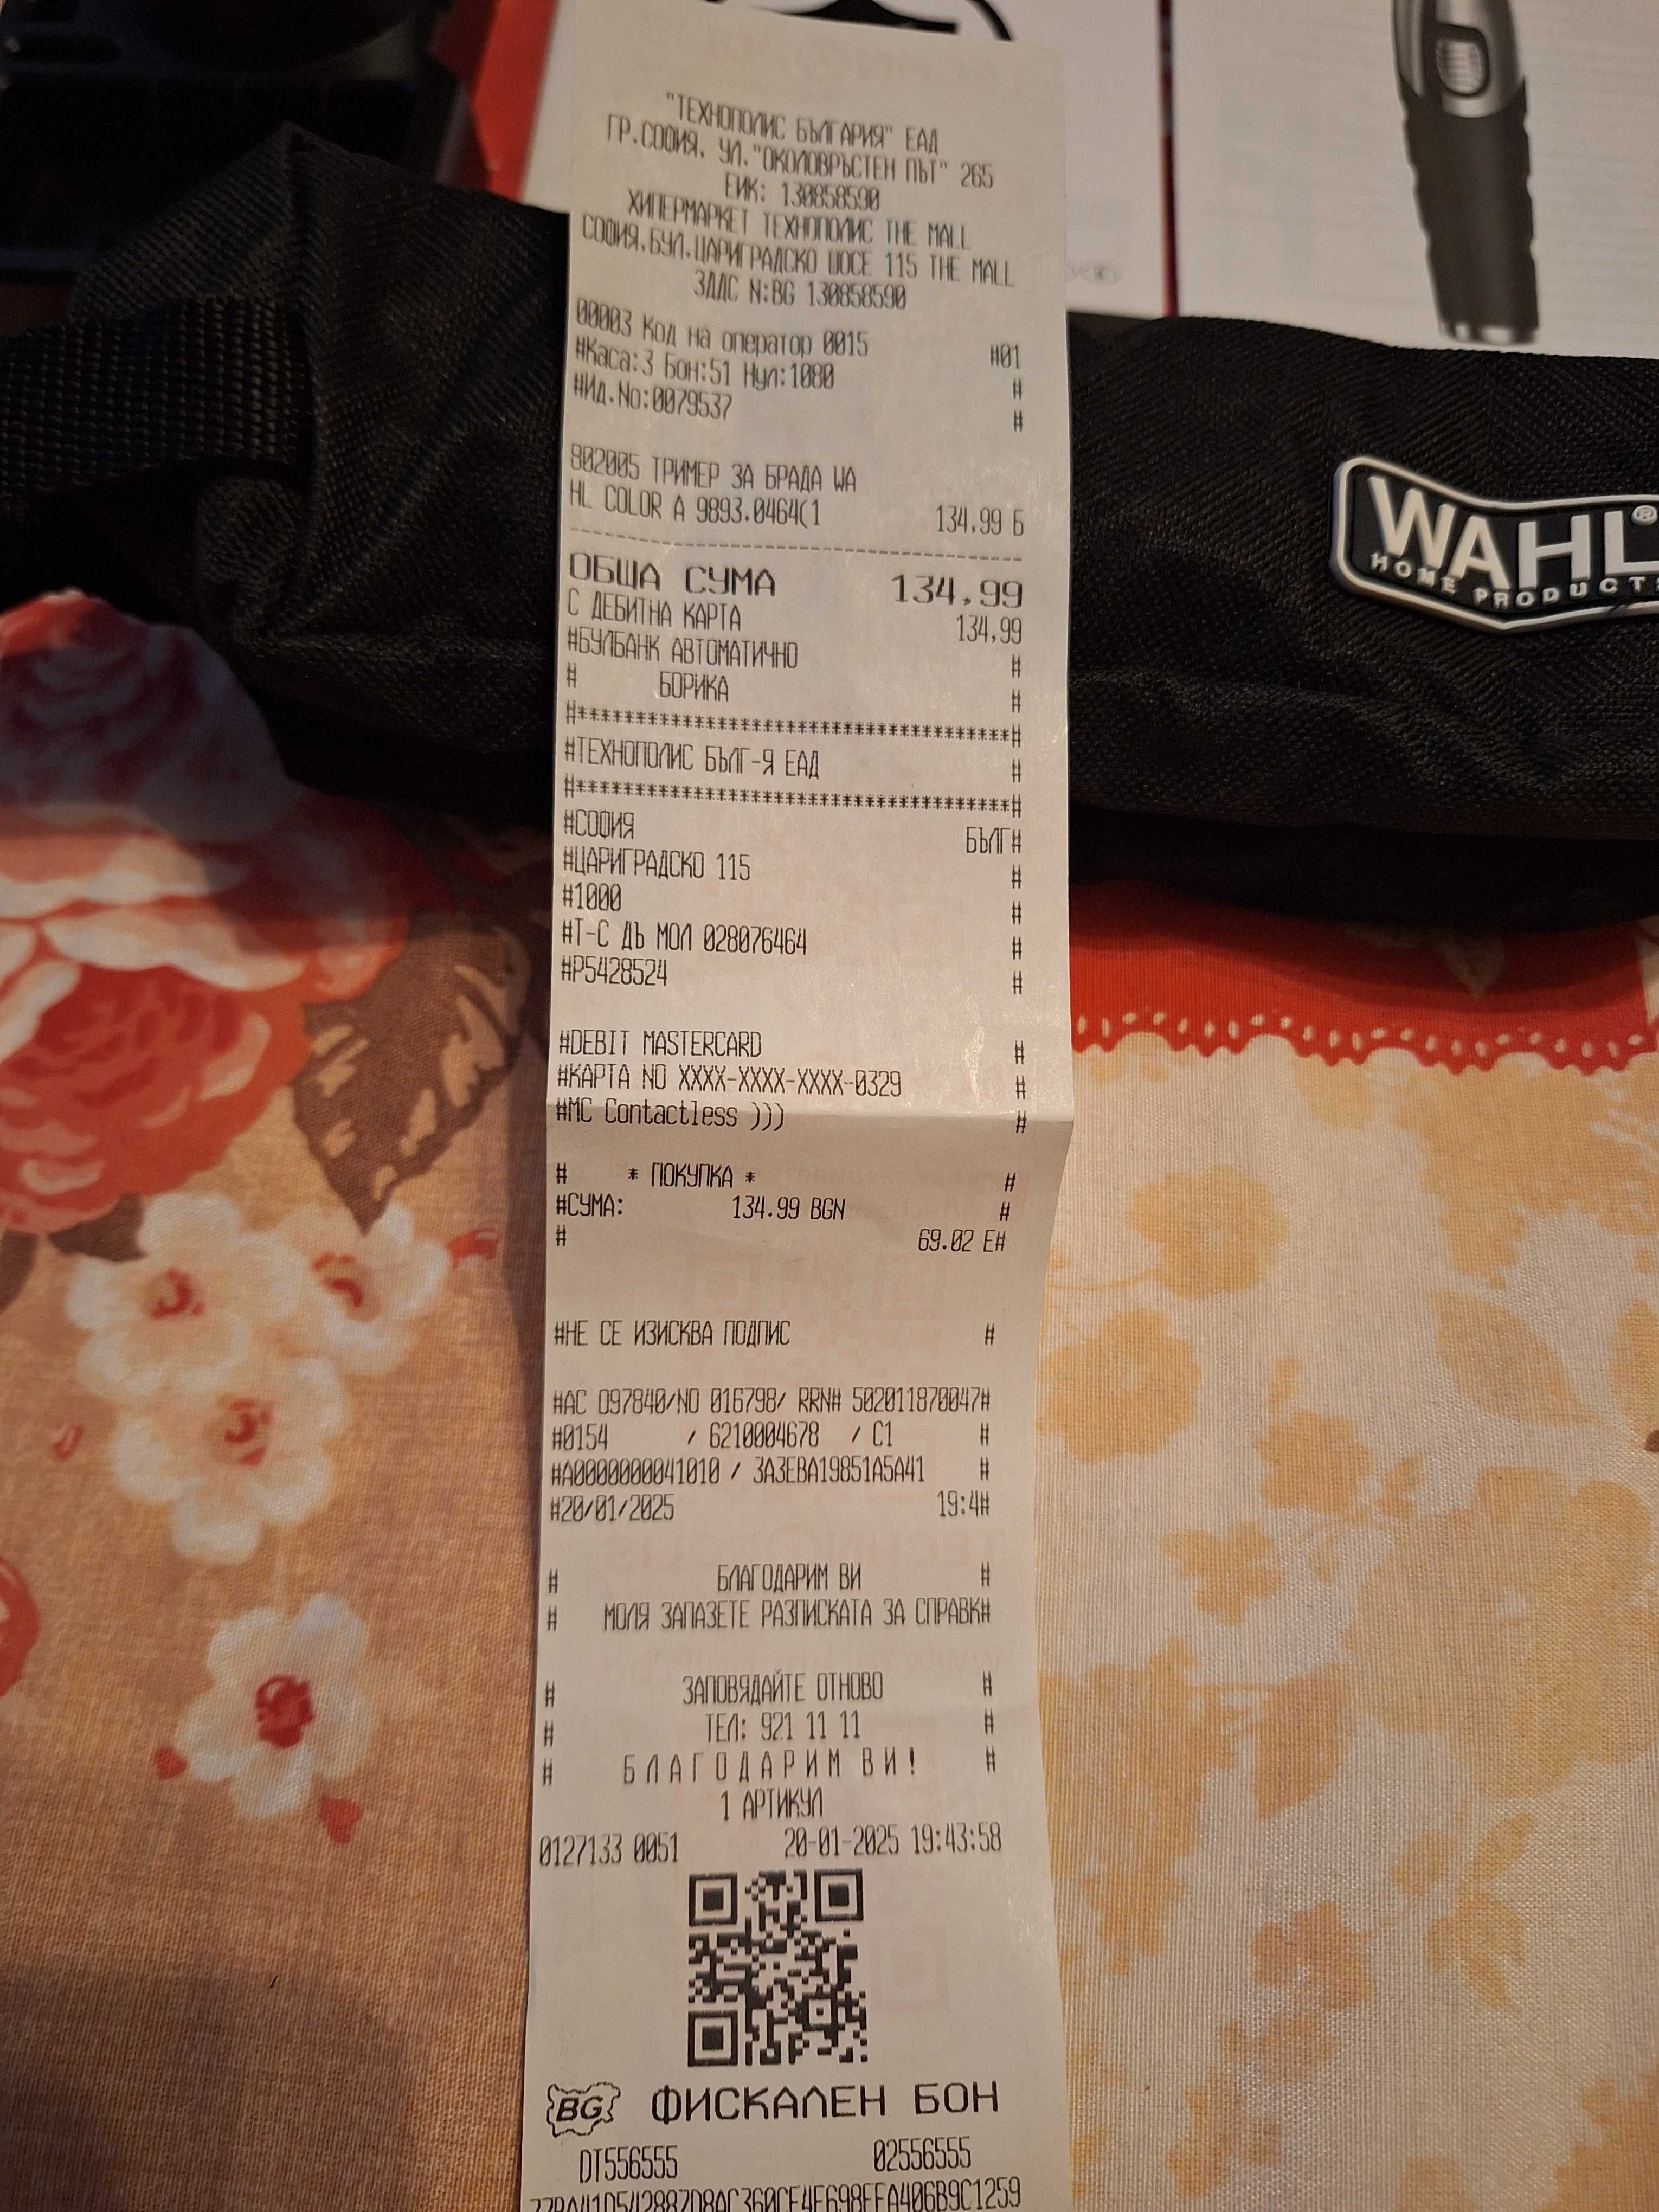 "ТЕХНОПОЛИС БЪЛГАРИЯ" ЕАД
ГР.СОФИЯ, УЛ."ОКОЛОВРЪСТЕН ПЪТ" 265
ЕИК: 130858590
ХИПЕРМАРКЕТ ТЕХНОПОЛИС THE MALL
СОФИЯ,БУЛ.ЦАРИГРАДСКО ШОСЕ 115 THE MALL
ЗДДС N:BG 130858590
00003 Код на оператор 0015 #01
#Каса:3 Бон:51 Нул:1080 #
#Ид.No:0079537 #
802005 ТРИМЕР ЗА БРАДА WA
HL COLOR A 9893.0464(1 134,99 Б
ОБЩА СУМА 134,99
С ДЕБИТНА КАРТА 134,99
#БУЛБАНК АВТОМАТИЧНО #
# БОРИКА #
#*************************************#
#ТЕХНОПОЛИС БЪЛГ-Я ЕАД #
#*************************************#
#СОФИЯ БЪЛГ#
#ЦАРИГРАДСКО 115 #
#1000 #
#Т-С ДЪ МОЛ 028076464 #
#P5428524 #
#DEBIT MASTERCARD #
#КАРТА NO XXXX-XXXX-XXXX-0329 #
#MC Contactless ))) #
# * ПОКУПКА * #
#СУМА: 134.99 BGN #
# 69.02 E#
#НЕ СЕ ИЗИСКВА ПОДПИС #
#AC 097840/NO 016798/ RRN# 502011870047#
#0154 / 6210004678 / C1 #
#A0000000041010 / 3A3EBA19851A5A41 #
#20/01/2025 19:4#
# БЛАГОДАРИМ ВИ #
# МОЛЯ ЗАПАЗЕТЕ РАЗПИСКАТА ЗА СПРАВК#
# ЗАПОВЯДАЙТЕ ОТНОВО #
# ТЕЛ: 921 11 11 #
# Б Л А Г О Д А Р И М В И ! #
1 АРТИКУЛ
0127133 0051 20-01-2025 19:43:58
BG ФИСКАЛЕН БОН
DT556555 02556555
WAHL®
HOME PRODUCTS